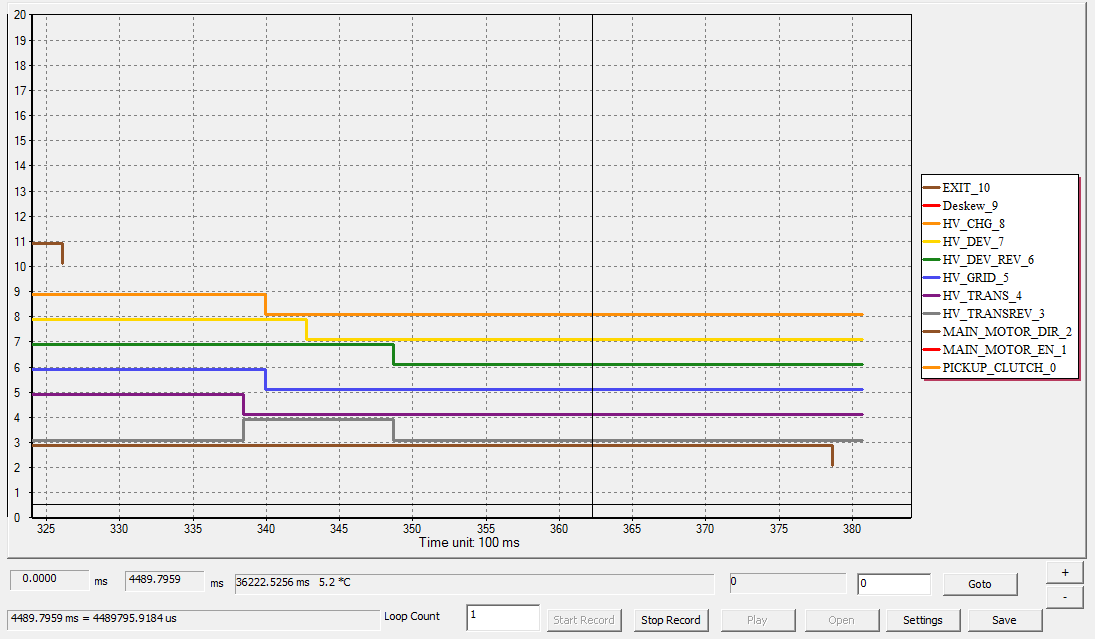 20
19
18
17
16
15
14
13
12
11
10
9
8
7
6
5
4
3
2
1
0
325 330 335 340 345 350 355 360 365 370 375 380
Time unit: 100 ms
EXIT_10
Deskew_9
HV_CHG_8
HV_DEV_7
HV_DEV_REV_6
HV_GRID_5
HV_TRANS_4
HV_TRANSREV_3
MAIN_MOTOR_DIR_2
MAIN_MOTOR_EN_1
PICKUP_CLUTCH_0
0.0000 ms 4489.7959 ms 36222.5256 ms 5.2 *C 0 0 Goto +
-
4489.7959 ms = 4489795.9184 us Loop Count 1 Start Record Stop Record Play Open Settings Save